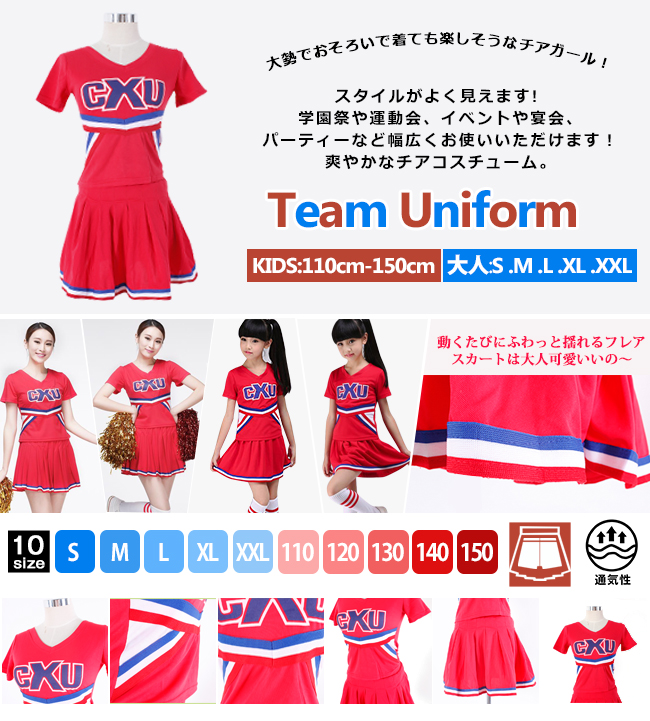 大勢でおそろいで着ても楽しそうなチアガール！
CXU
スタイルがよく見えます!
学園祭や運動会、イベントや宴会、
パーティーなど幅広くお使いいただけます！
爽やかなチアコスチューム。
Team Uniform
KIDS:110cm-150cm
大人:S .M .L .XL .XXL
動くたびにふわっと揺れるフレア
スカートは大人可愛いいの〜
CXU
CXU
CXU
CXU
10
size
S
M
L
XL
XXL
110
120
130
140
150
通気性
CXU
CXU
CXU
CXU